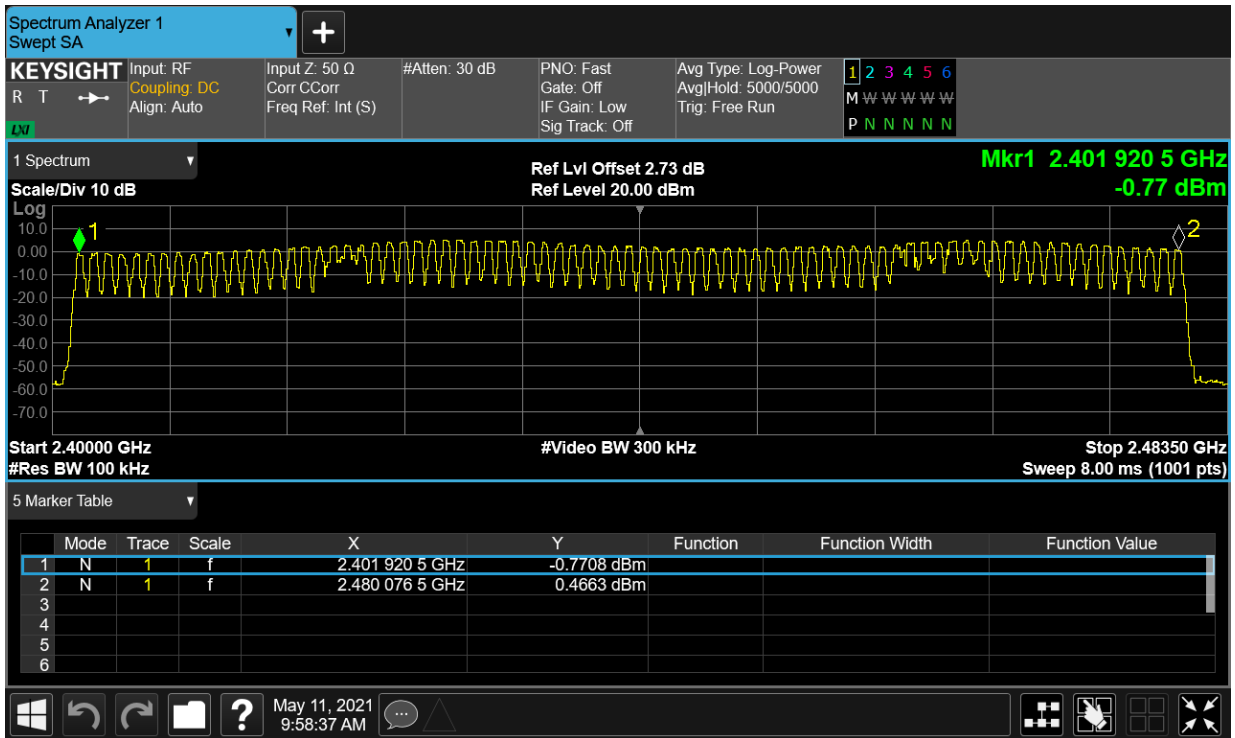 Spectrum Analyzer 1
Swept SA
KEYSIGHT
R T
LXI
Input: RF
Coupling: DC
Align: Auto
Input Z: 50 Ω
Corr CCorr
Freq Ref: Int (S)
#Atten: 30 dB
PNO: Fast
Gate: Off
IF Gain: Low
Sig Track: Off
Avg Type: Log-Power
Avg|Hold: 5000/5000
Trig: Free Run
1 2 3 4 5 6
M W W W W W
P N N N N N
1 Spectrum
Scale/Div 10 dB
Ref Lvl Offset 2.73 dB
Ref Level 20.00 dBm
Mkr1 2.401 920 5 GHz
-0.77 dBm
Log
1
2
10.0
0.00
-10.0
-20.0
-30.0
-40.0
-50.0
-60.0
-70.0
Start 2.40000 GHz
#Res BW 100 kHz
#Video BW 300 kHz
Stop 2.48350 GHz
Sweep 8.00 ms (1001 pts)
5 Marker Table
Mode Trace Scale X Y Function Function Width Function Value
1 N 1 f 2.401 920 5 GHz -0.7708 dBm
2 N 1 f 2.480 076 5 GHz 0.4663 dBm
3
4
5
6
?
May 11, 2021
9:58:37 AM